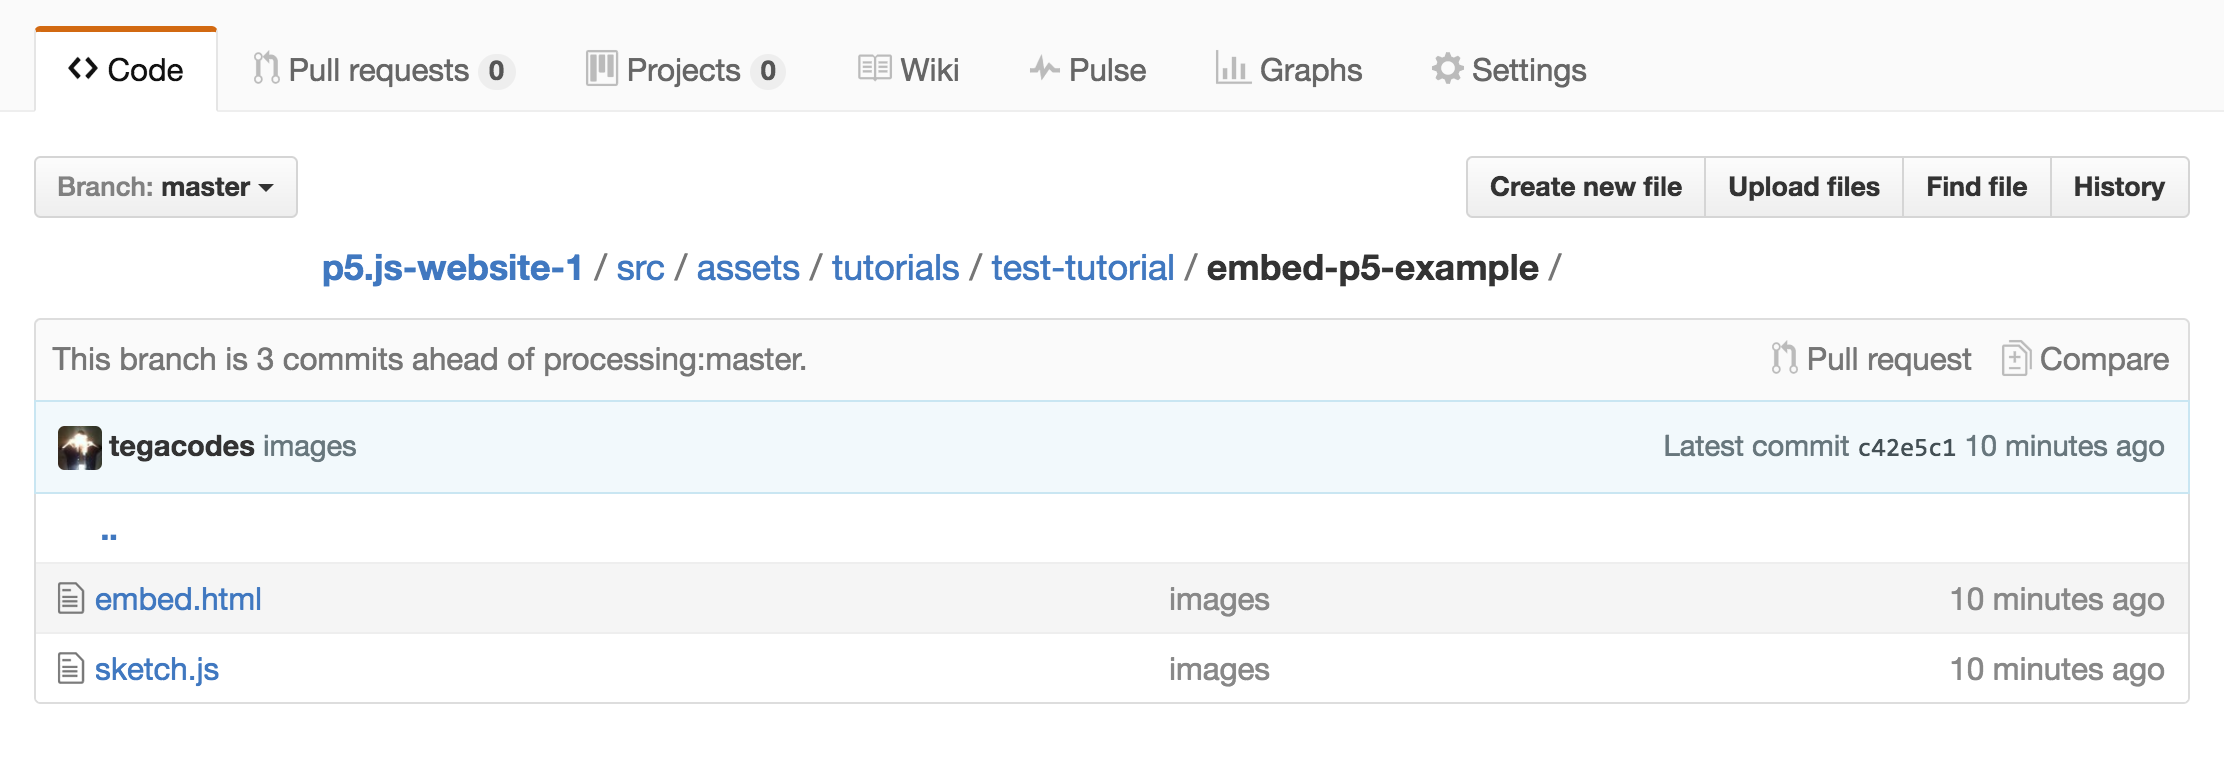 Code Pull requests 0 Projects 0 Wiki Pulse Graphs Settings
Branch: master Create new file Upload files Find file History
p5.js-website-1 / src / assets / tutorials / test-tutorial / embed-p5-example /
This branch is 3 commits ahead of processing:master. Pull request Compare
tegacodes images Latest commit c42e5c1 10 minutes ago
..
embed.html images 10 minutes ago
sketch.js images 10 minutes ago